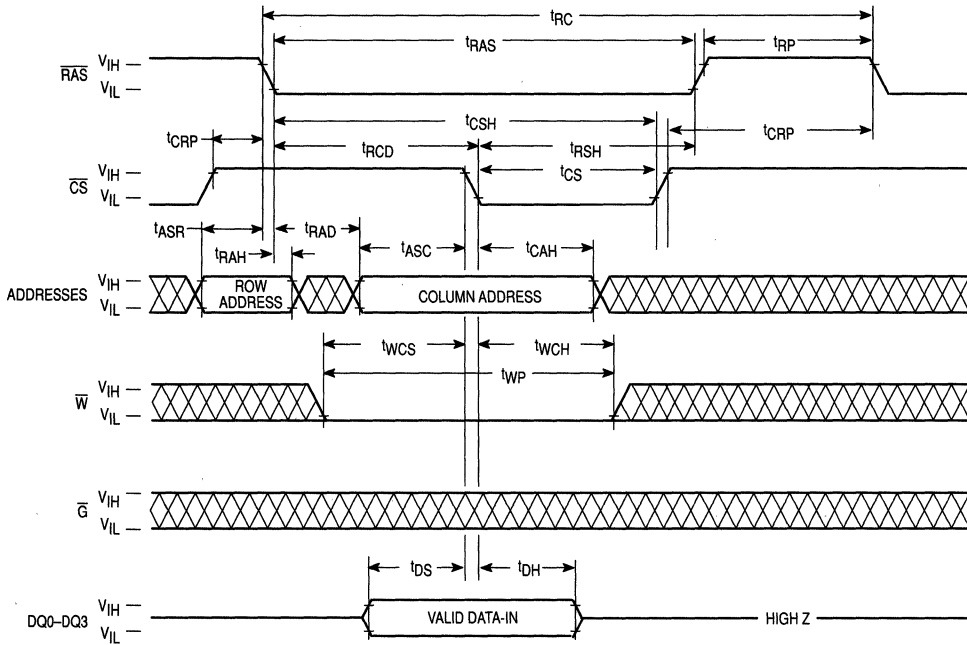 tRC
tRAS
tRP
RAS
VIH
VIL
tCSH
tCRP
tCRP
tRCD
tRSH
tCS
CS
VIH
VIL
tASR
tRAD
tRAH
tASC
tCAH
ADDRESSES
VIH
VIL
ROW
ADDRESS
COLUMN ADDRESS
tWCS
tWCH
tWP
W
VIH
VIL
G
VIH
VIL
tDS
tDH
DQ0–DQ3
VIH
VIL
VALID DATA-IN
HIGH Z